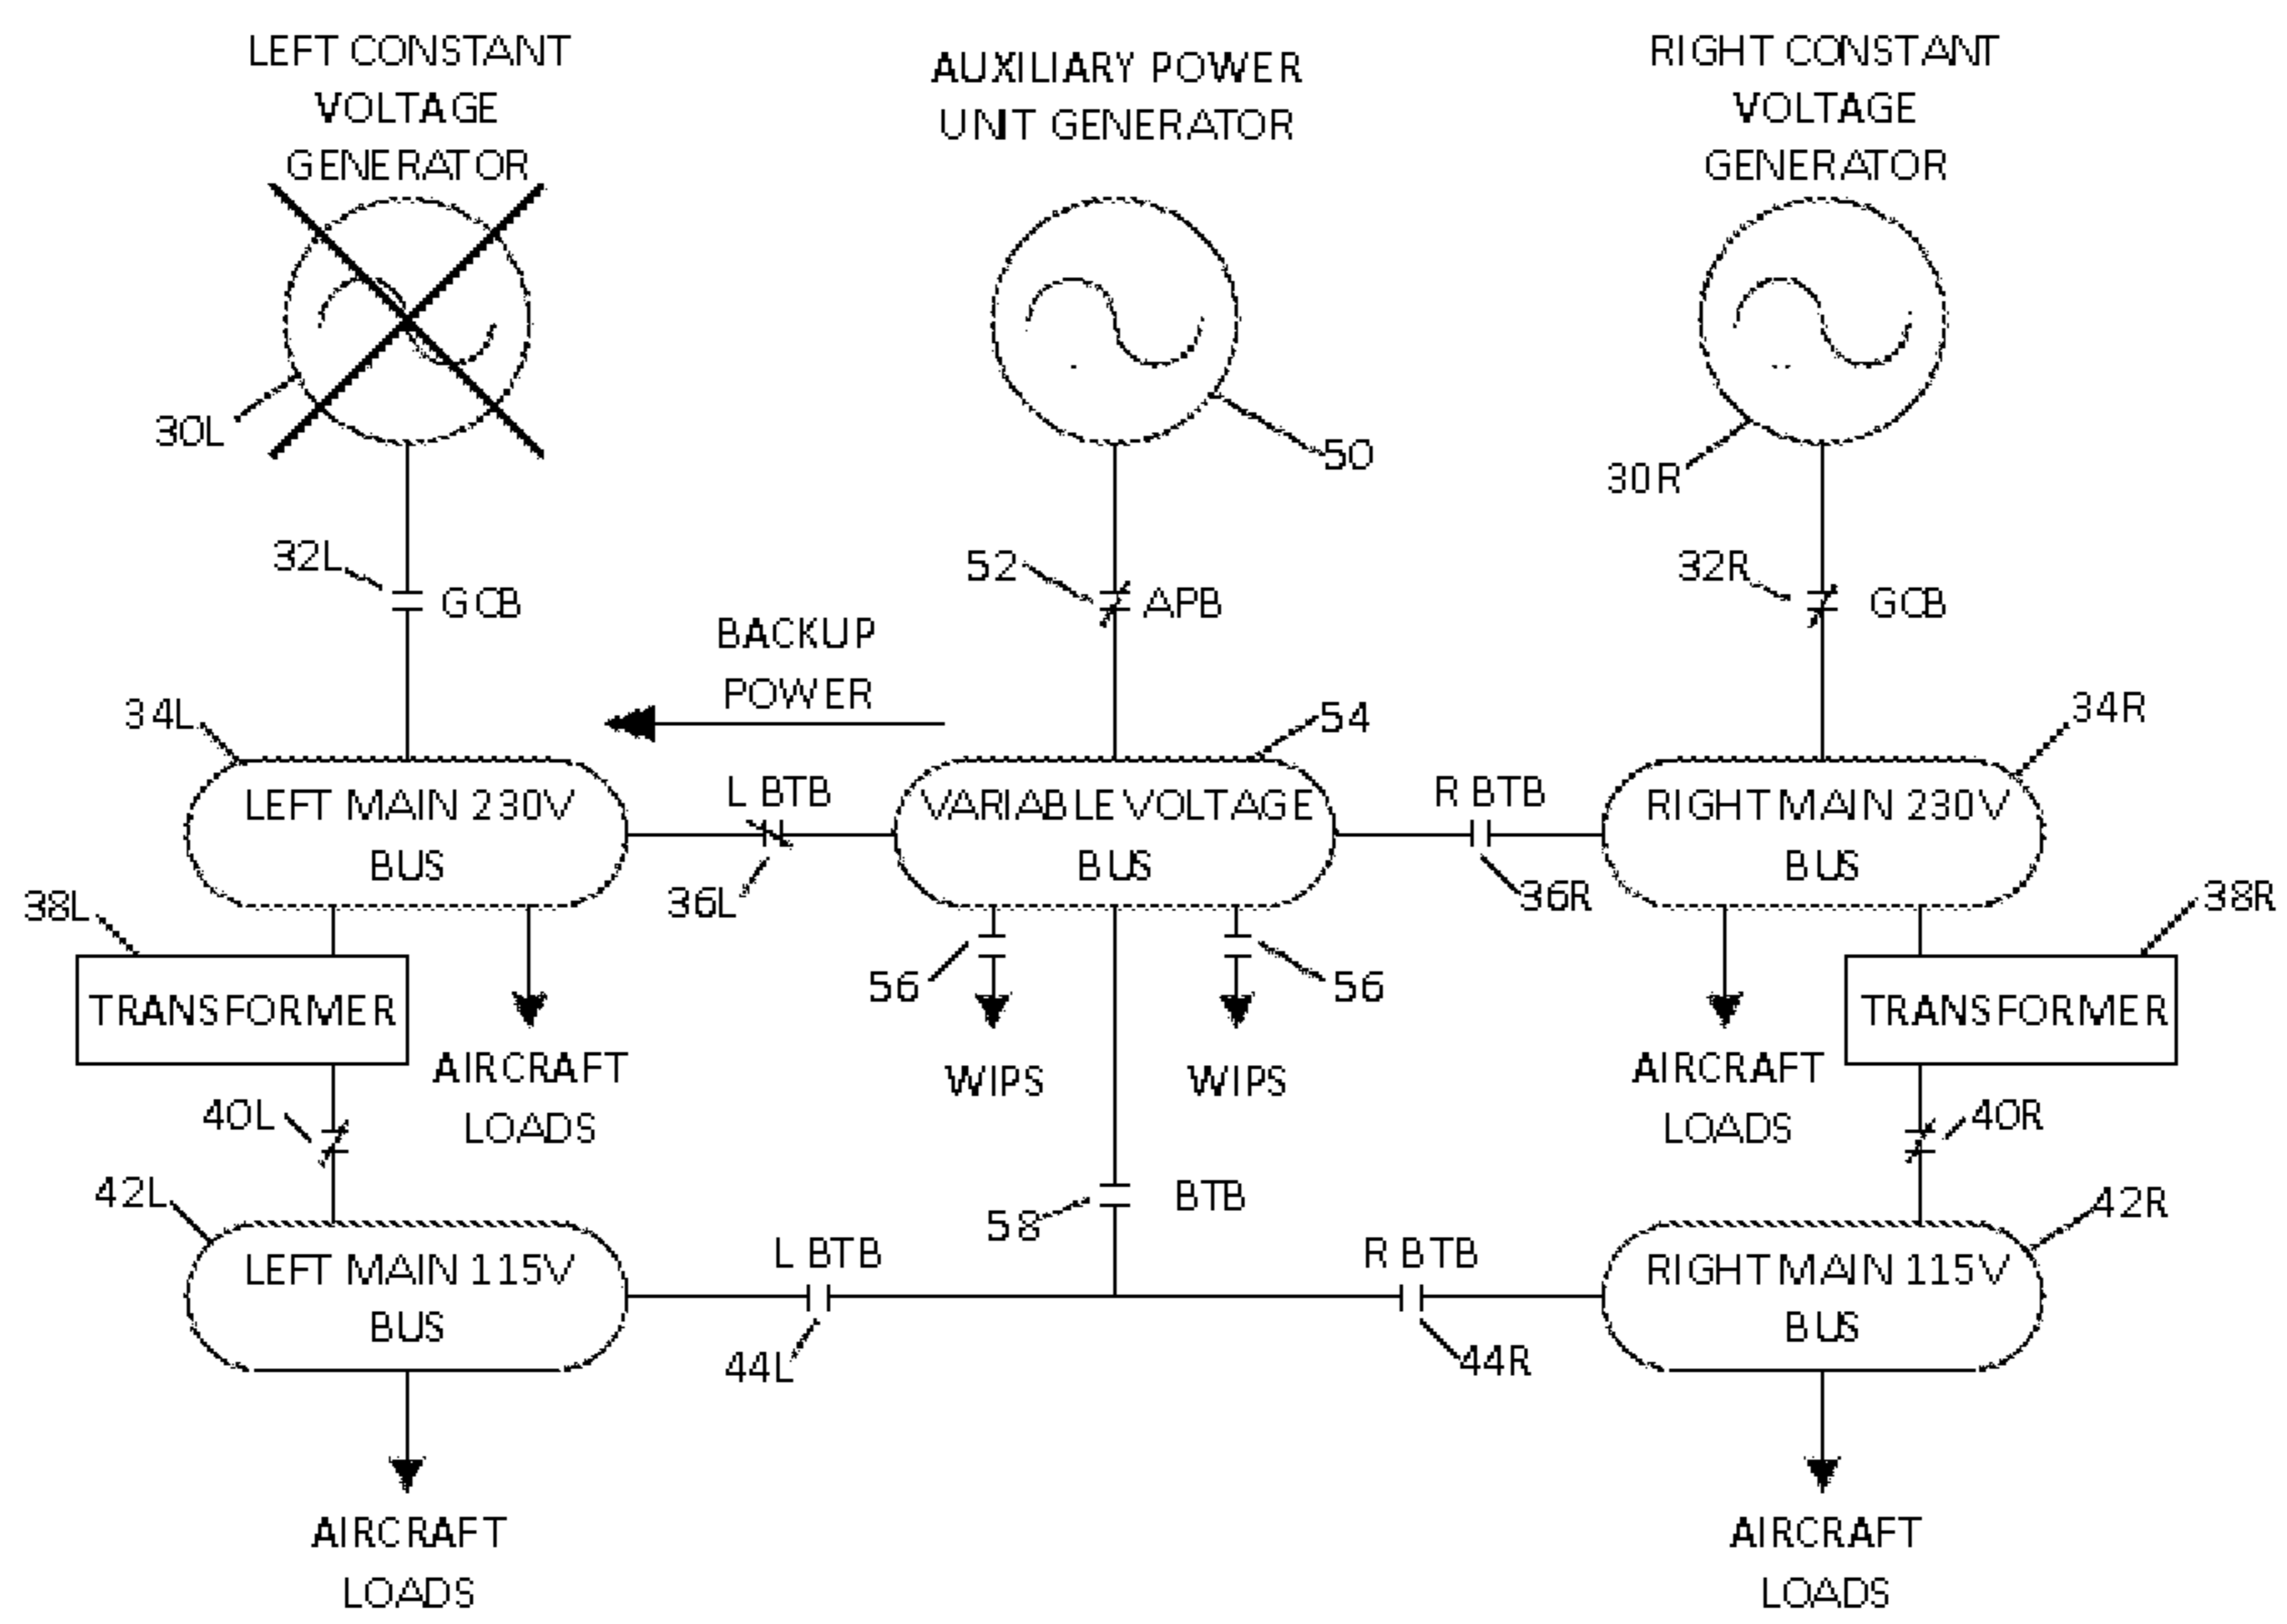 LEFT CONSTANT
VOLTAGE
GENERATOR
AUXILIARY POWER
UNIT GENERATOR
RIGHT CONSTANT
VOLTAGE
GENERATOR
30L
50
30R
32L
GCB
52
APB
32R
GCB
BACKUP
POWER
34L
54
34R
LEFT MAIN 230V
BUS
L BTB
36L
VARIABLE VOLTAGE
BUS
R BTB
36R
RIGHT MAIN 230V
BUS
38L
38R
TRANSFORMER
56
56
TRANSFORMER
AIRCRAFT
LOADS
WIPS
WIPS
AIRCRAFT
LOADS
40L
40R
42L
58
BTB
42R
LEFT MAIN 115V
BUS
L BTB
44L
R BTB
44R
RIGHT MAIN 115V
BUS
AIRCRAFT
LOADS
AIRCRAFT
LOADS